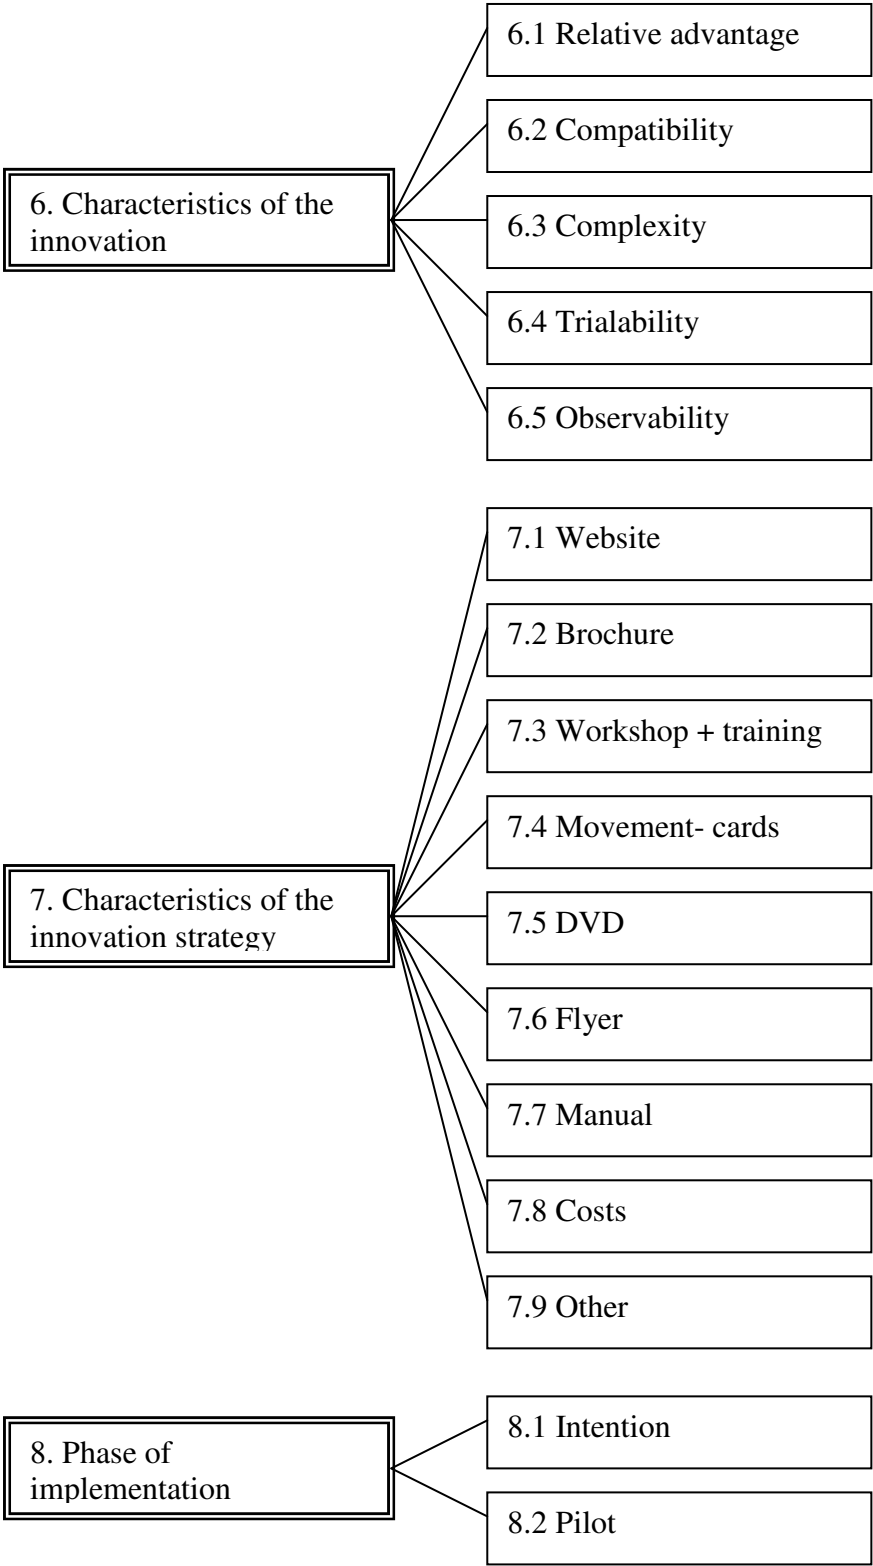 6. Characteristics of the
innovation
6.1 Relative advantage
6.2 Compatibility
6.3 Complexity
6.4 Trialability
6.5 Observability
7. Characteristics of the
innovation strategy
7.1 Website
7.2 Brochure
7.3 Workshop + training
7.4 Movement- cards
7.5 DVD
7.6 Flyer
7.7 Manual
7.8 Costs
7.9 Other
8. Phase of
implementation
8.1 Intention
8.2 Pilot